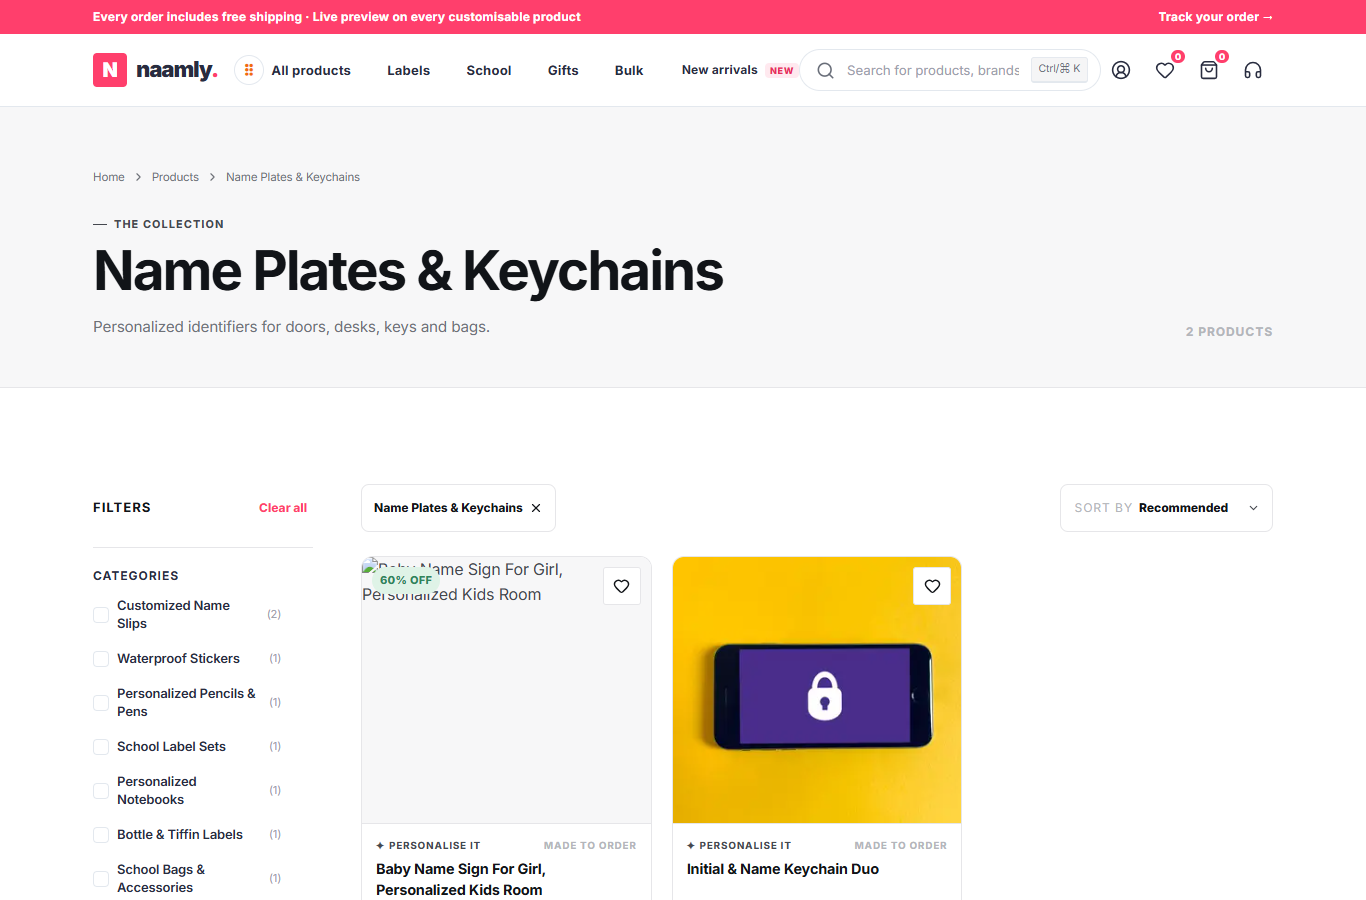 Every order includes free shipping · Live preview on every customisable product
Track your order →
N naamly.
All products
Labels
School
Gifts
Bulk
New arrivals NEW
Search for products, brands
Ctrl/⌘ K
0
0
Home > Products > Name Plates & Keychains
— THE COLLECTION
Name Plates & Keychains
Personalized identifiers for doors, desks, keys and bags.
2 PRODUCTS
FILTERS
Clear all
Name Plates & Keychains ×
SORT BY Recommended
CATEGORIES
Customized Name
Slips
(2)
Waterproof Stickers (1)
Personalized Pencils &
Pens
(1)
School Label Sets (1)
Personalized
Notebooks
(1)
Bottle & Tiffin Labels (1)
School Bags &
Accessories
(1)
Baby Name Sign For Girl,
Personalized Kids Room
60% OFF
✦ PERSONALISE IT
MADE TO ORDER
Baby Name Sign For Girl,
Personalized Kids Room
✦ PERSONALISE IT
MADE TO ORDER
Initial & Name Keychain Duo